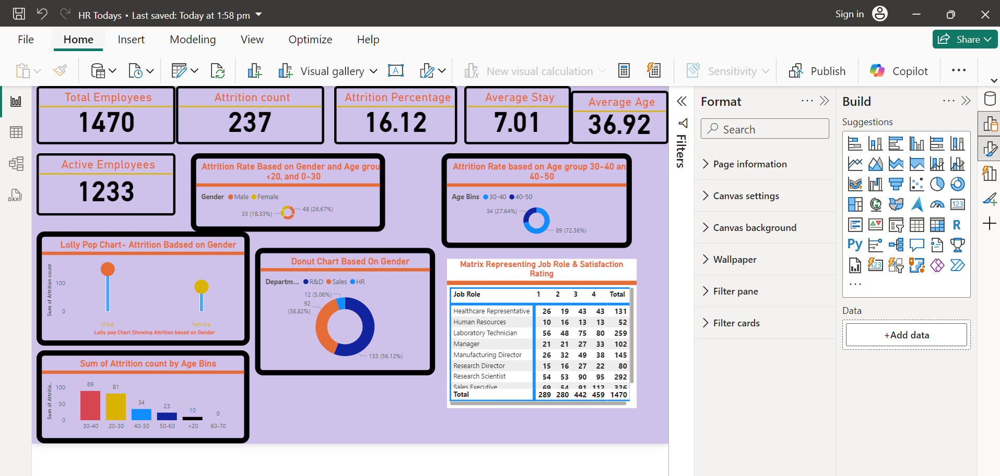 HR Todays • Last saved: Today at 1:58 pm
Sign in
File Home Insert Modeling View Optimize Help
Share
Visual gallery
New visual calculation
Sensitivity
Publish
Copilot
Total Employees
1470
Attrition count
237
Attrition Percentage
16.12
Average Stay
7.01
Average Age
36.92
Active Employees
1233
Attrition Rate Based on Gender and Age grou
<20, and 0-30
Gender Male Female
33 (18.33%)
48 (26.67%)
Attrition Rate based on Age group 30-40 an
40-50
Age Bins 30-40 40-50
34 (27.64%)
89 (72.36%)
Lolly Pop Chart- Attrition Badsed on Gender
Sum of Attrition count
100
0
Male Female
Lolly pop Chart Showing Attrition based on Gender
Donut Chart Based On Gender
Departm... R&D Sales HR
12 (5.06%)
92
(38.82%)
133 (56.12%)
Matrix Representing Job Role & Satisfaction
Rating
Job Role 1 2 3 4 Total
Healthcare Representative 26 19 43 43 131
Human Resources 10 16 13 13 52
Laboratory Technician 56 48 75 80 259
Manager 21 21 27 33 102
Manufacturing Director 26 32 49 38 145
Research Director 15 16 27 22 80
Research Scientist 54 53 90 95 292
Sales Executive 69 54 91 112 326
Total 289 280 442 459 1470
Sum of Attrition count by Age Bins
Sum of Attritio...
100
50
0
89 81 34 23 10 0
30-40 20-30 40-50 50-60 <20 60-70
Filters
Format
Search
Page information
Canvas settings
Canvas background
Wallpaper
Filter pane
Filter cards
Build
Suggestions
123
R
Py
123
Data
+Add data
DAX